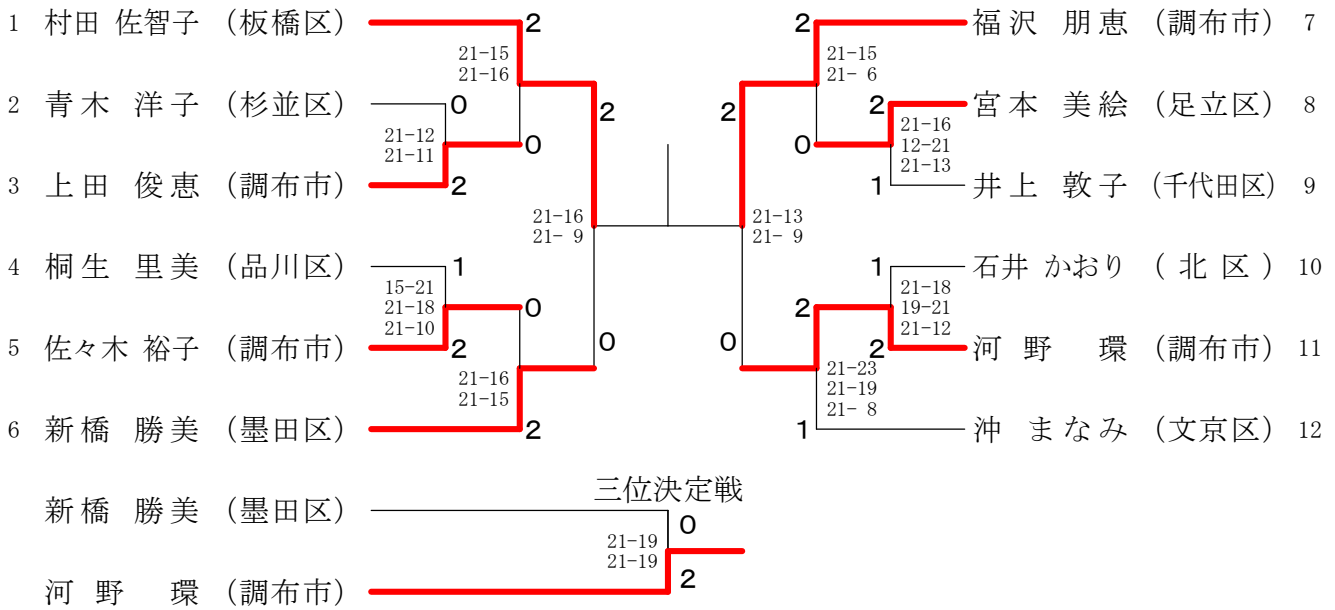 1 村田 佐智子 (板橋区) 2 2 福沢 朋恵 (調布市) 7
21-15 21-15
21-16 21- 6
2 青木 洋子 (杉並区) 0 2 2 2 宮本 美絵 (足立区) 8
21-12 21-16
21-11 0 0 12-21
21-13
3 上田 俊恵 (調布市) 2 1 井上 敦子 (千代田区) 9
21-16 21-13
21- 9 21- 9
4 桐生 里美 (品川区) 1 1 石井 かおり (北区) 10
15-21 21-18
21-18 0 2 19-21
21-10 21-12
5 佐々木 裕子 (調布市) 2 0 0 2 河野 環 (調布市) 11
21-16 21-23
21-15 21-19
21- 8
6 新橋 勝美 (墨田区) 2 1 沖 まなみ (文京区) 12
三位決定戦
新橋 勝美 (墨田区) 0
21-19
21-19
河野 環 (調布市) 2